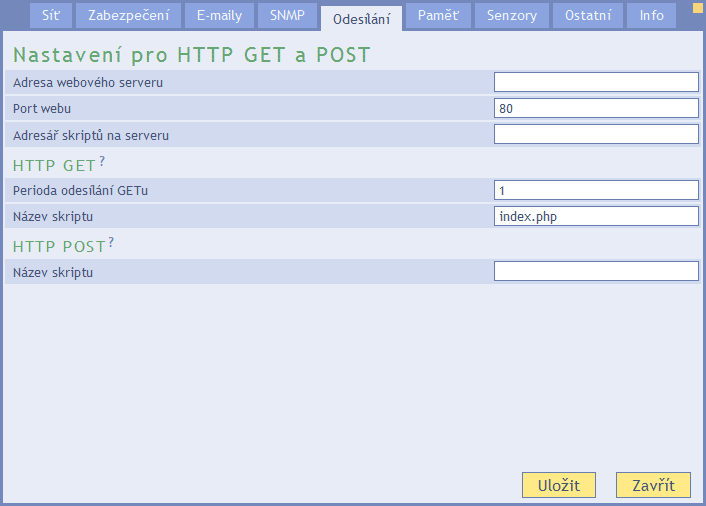 Síť Zabezpečení E-maily SNMP Odesílání Paměť Senzory Ostatní Info
Nastavení pro HTTP GET a POST
Adresa webového serveru
Port webu 80
Adresář skriptů na serveru
HTTP GET?
Perioda odesílání GETu 1
Název skriptu index.php
HTTP POST?
Název skriptu
Uložit Zavřít